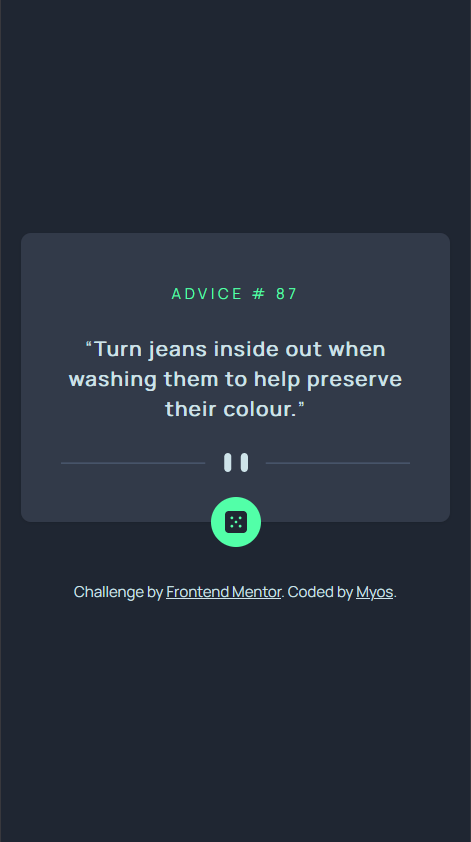 ADVICE # 87
“Turn jeans inside out when
washing them to help preserve
their colour.”
Challenge by Frontend Mentor. Coded by Myos.